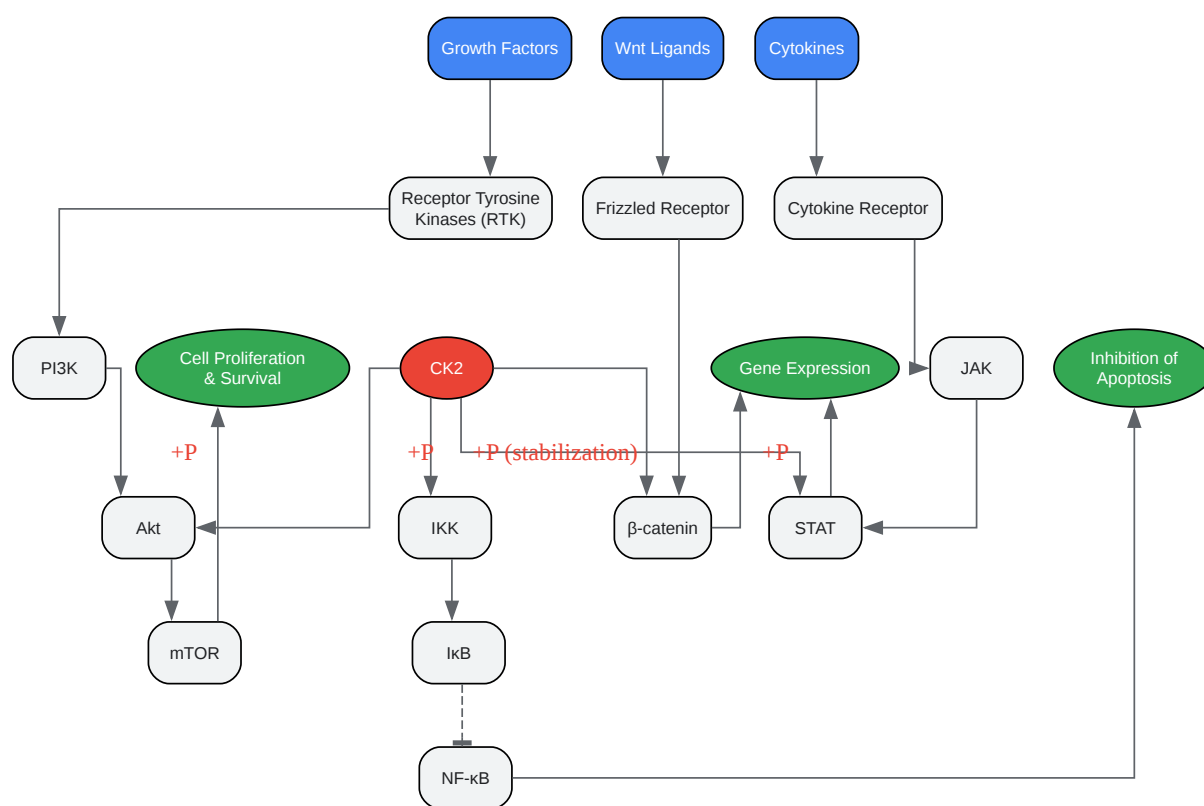 Growth Factors
Wnt Ligands
Cytokines
Receptor Tyrosine
Kinases (RTK)
Frizzled Receptor
Cytokine Receptor
PI3K
Cell Proliferation
& Survival
CK2
Gene Expression
JAK
Inhibition of
Apoptosis
+P
+P
+P (stabilization)
+P
Akt
IKK
β-catenin
STAT
mTOR
IκB
NF-κB